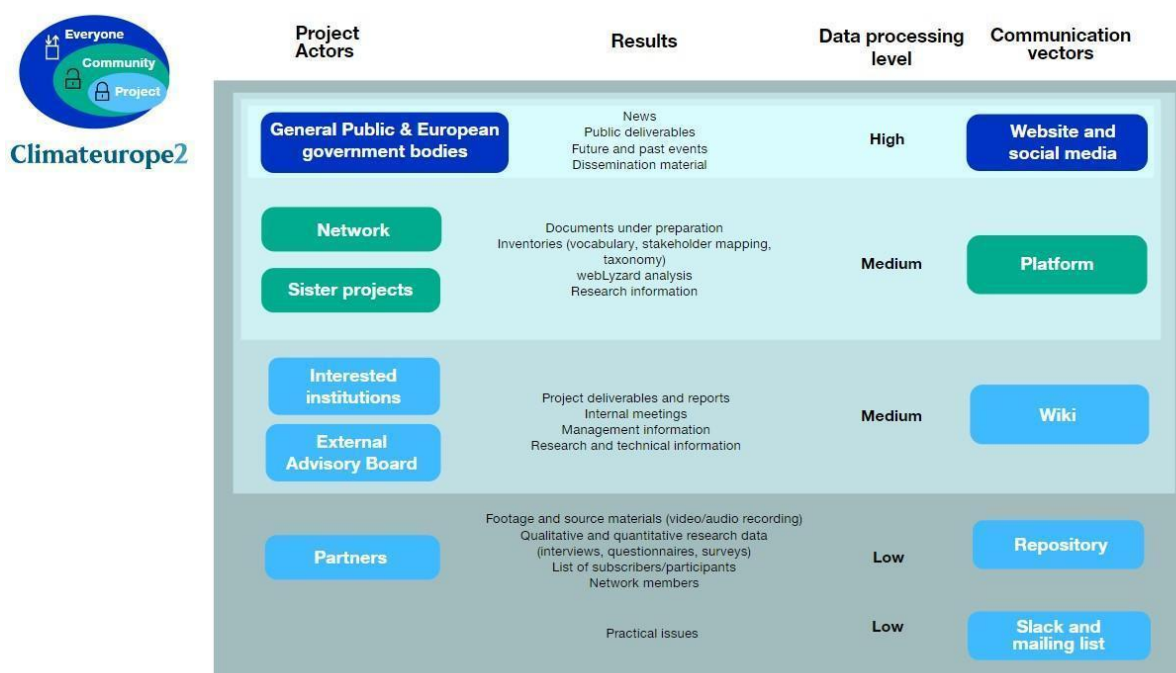 Everyone
Community
Project
Climateurope2
Project
Actors
Results
Data processing
level
Communication
vectors
General Public & European
government bodies
News
Public deliverables
Future and past events
Dissemination material
High
Website and
social media
Network
Sister projects
Documents under preparation
Inventories (vocabulary, stakeholder mapping,
taxonomy)
webLyzard analysis
Research information
Medium
Platform
Interested
institutions
External
Advisory Board
Project deliverables and reports
Internal meetings
Management information
Research and technical information
Medium
Wiki
Partners
Footage and source materials (video/audio recording)
Qualitative and quantitative research data
(interviews, questionnaires, surveys)
List of subscribers/participants
Network members
Low
Repository
Practical issues
Low
Slack and
mailing list